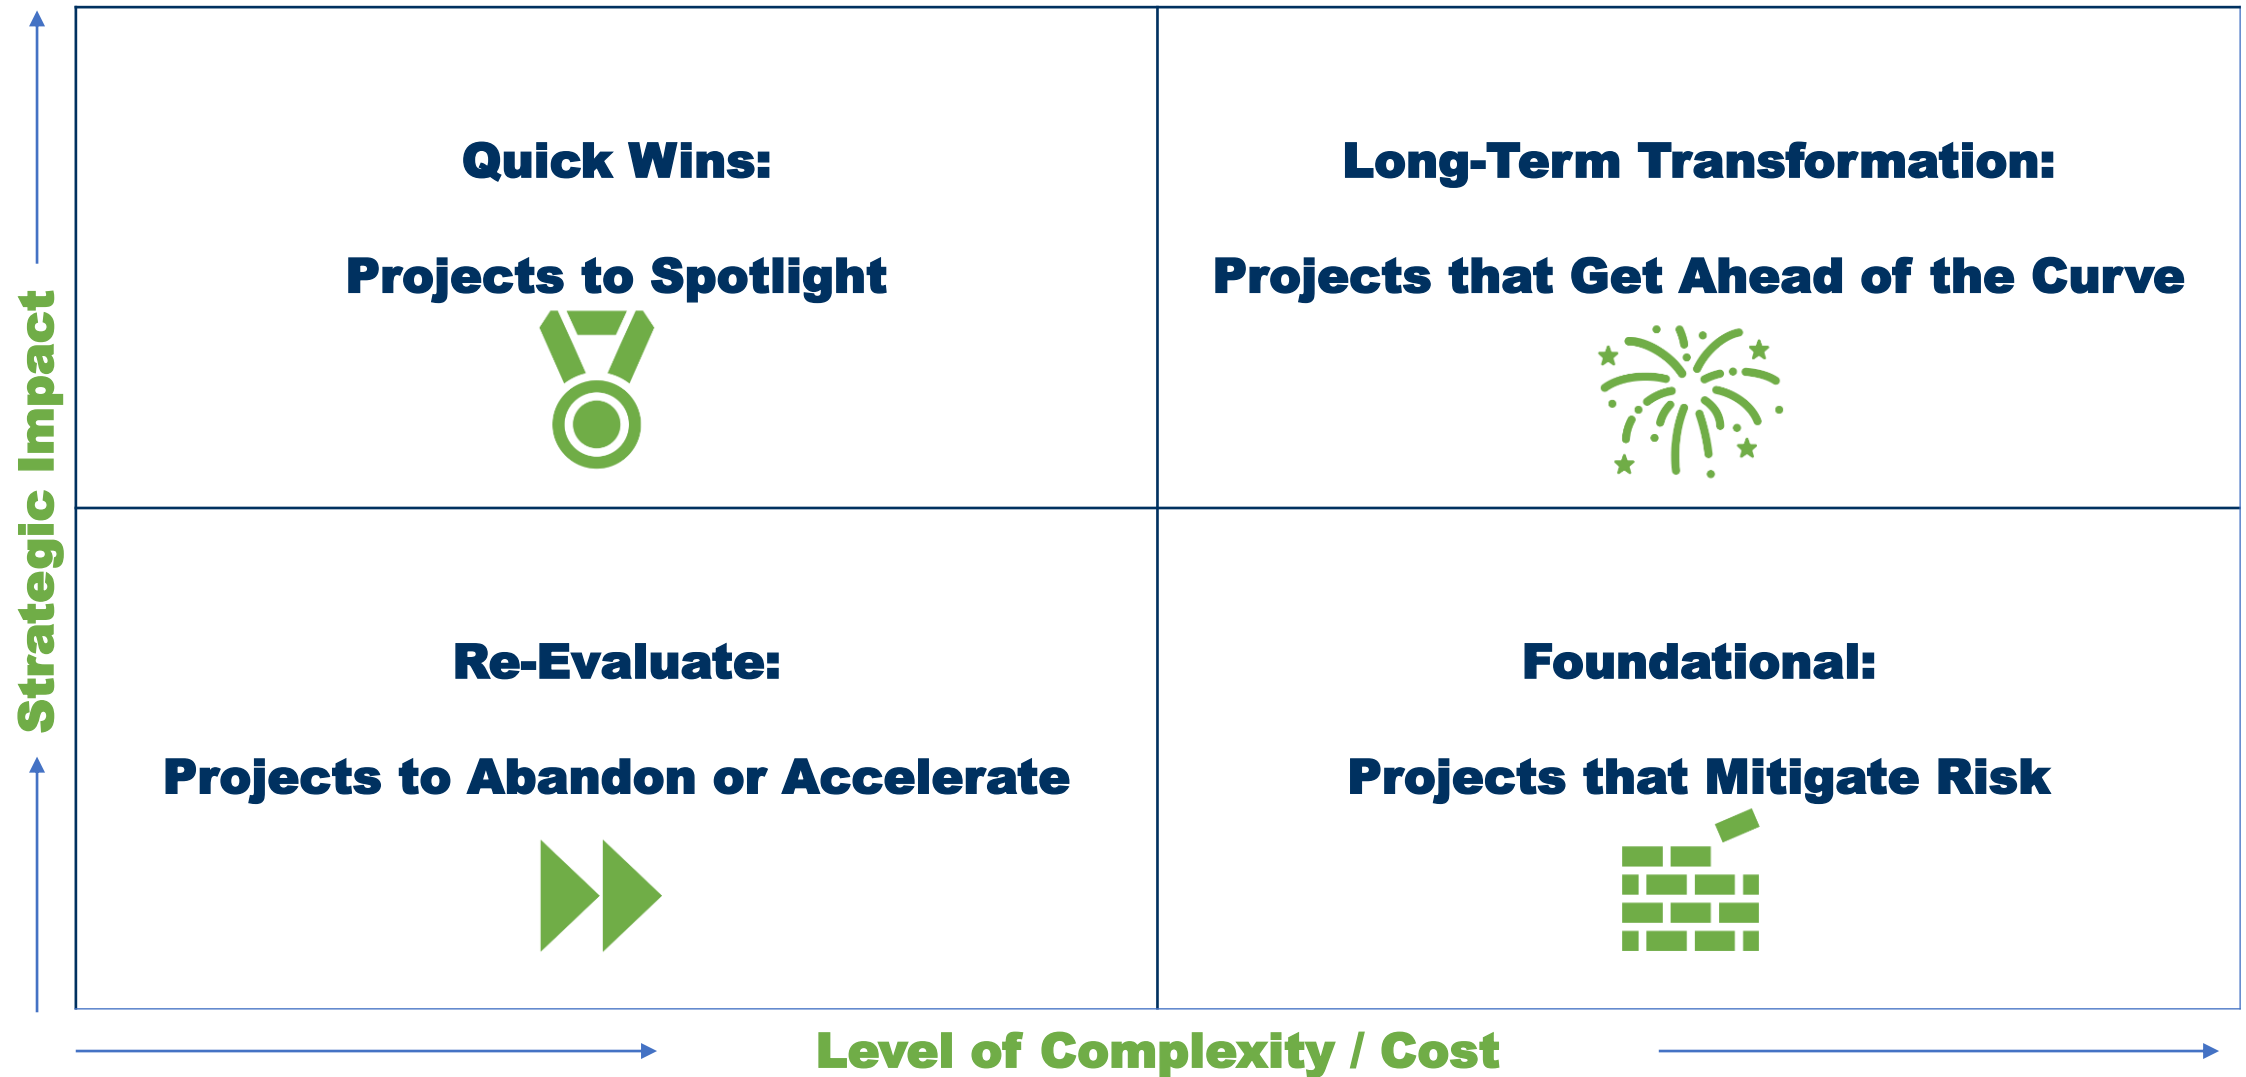 Quick Wins:
Projects to Spotlight
Long-Term Transformation:
Projects that Get Ahead of the Curve
Strategic Impact
Re-Evaluate:
Projects to Abandon or Accelerate
Foundational:
Projects that Mitigate Risk
Level of Complexity / Cost